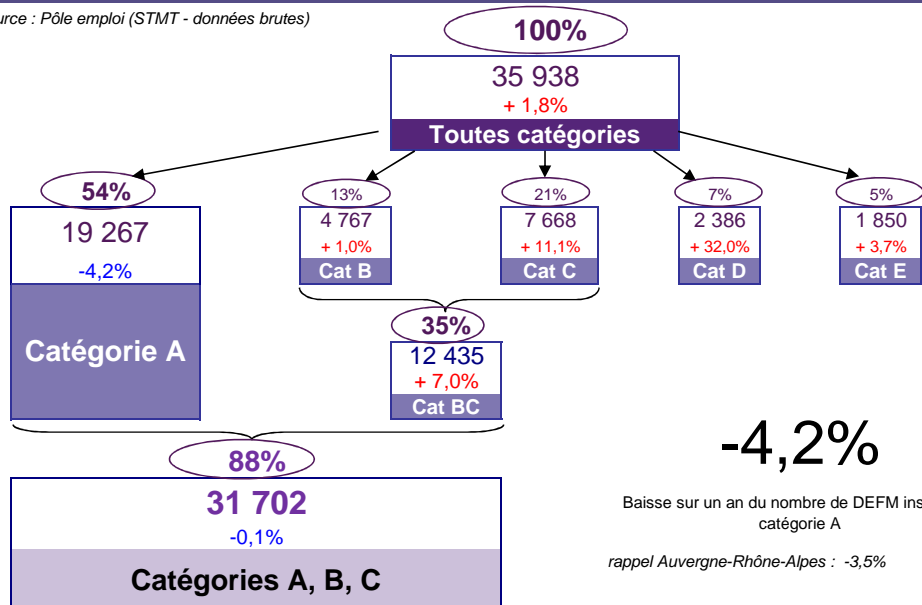 urce : Pôle emploi (STMT - données brutes)
100%
35 938
+ 1,8%
Toutes catégories
54%
19 267
-4,2%
Catégorie A
13%
4 767
+ 1,0%
Cat B
21%
7 668
+ 11,1%
Cat C
7%
2 386
+ 32,0%
Cat D
5%
1 850
+ 3,7%
Cat E
35%
12 435
+ 7,0%
Cat BC
88%
31 702
-0,1%
Catégories A, B, C
-4,2%
Baisse sur un an du nombre de DEFM ins
catégorie A
rappel Auvergne-Rhône-Alpes : -3,5%